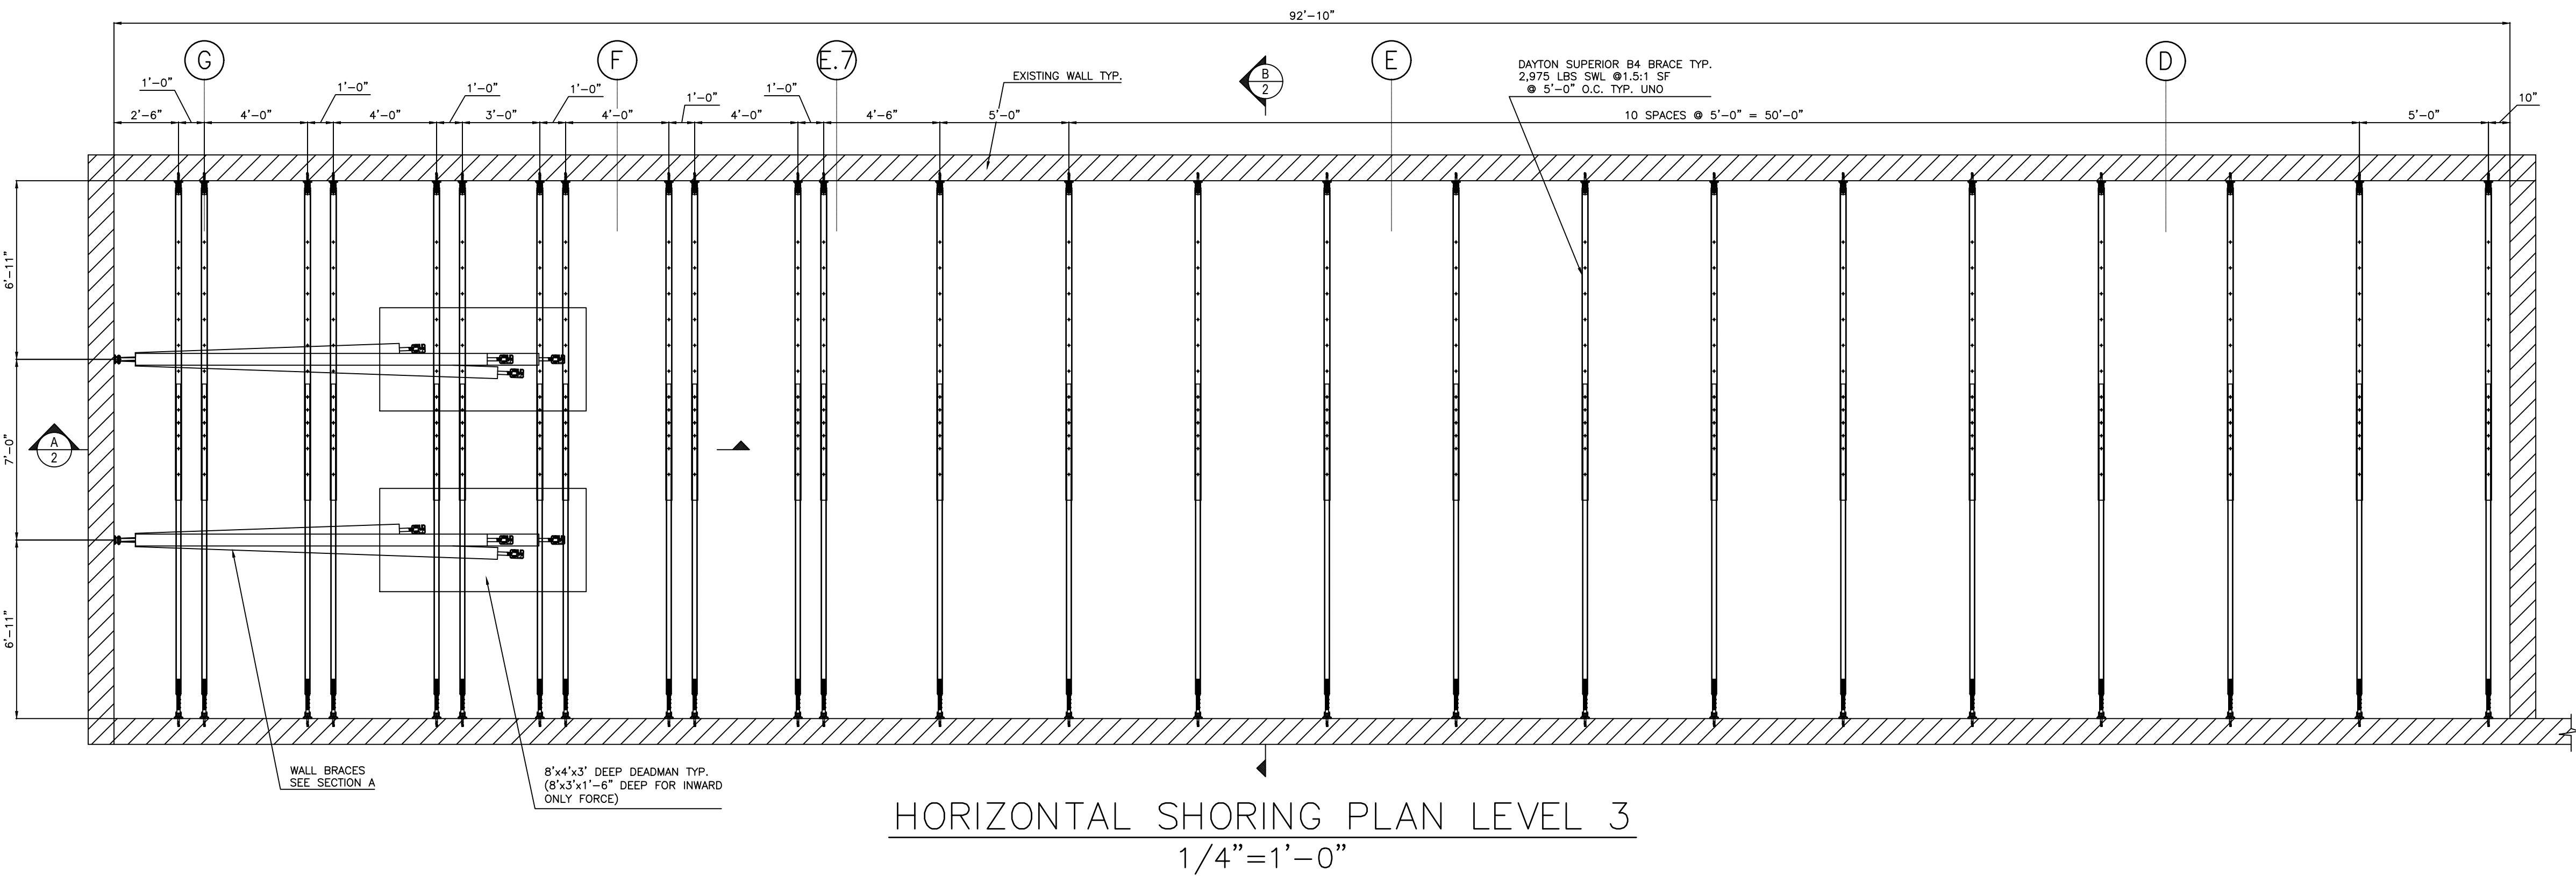 92'-10"
G
F
E.7
E
D
1'-0"
1'-0"
1'-0"
1'-0"
1'-0"
1'-0"
EXISTING WALL TYP.
B
2
DAYTON SUPERIOR B4 BRACE TYP.
2,975 LBS SWL @1.5:1 SF
@ 5'-0" O.C. TYP. UNO
10"
2'-6"
4'-0"
4'-0"
3'-0"
4'-0"
4'-0"
4'-6"
5'-0"
10 SPACES @ 5'-0" = 50'-0"
5'-0"
6'-11"
7'-0"
6'-11"
A
2
WALL BRACES
SEE SECTION A
8'x4'x3' DEEP DEADMAN TYP.
(8'x3'x1'-6" DEEP FOR INWARD
ONLY FORCE)
HORIZONTAL SHORING PLAN LEVEL 3
1/4"=1'-0"